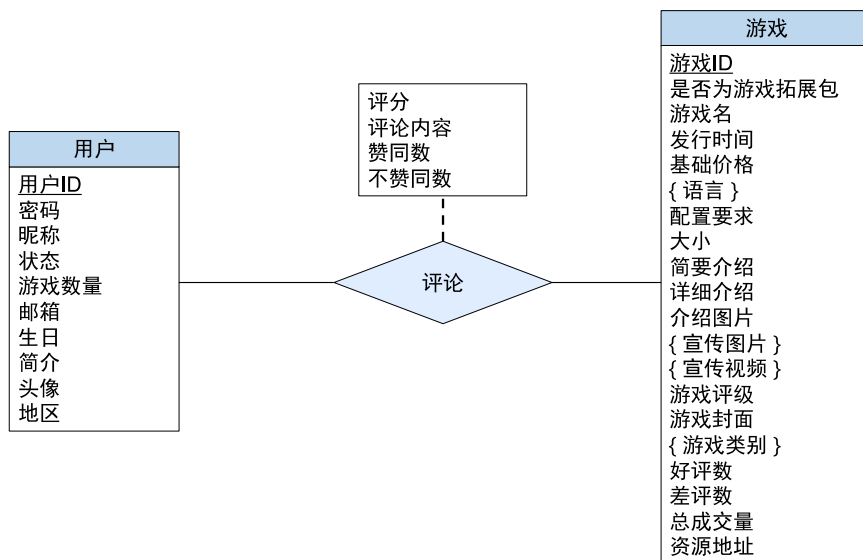 用户
用户ID
密码
昵称
状态
游戏数量
邮箱
生日
简介
头像
地区
评分
评论内容
赞同数
不赞同数
评论
游戏
游戏ID
是否为游戏拓展包
游戏名
发行时间
基础价格
{ 语言 }
配置要求
大小
简要介绍
详细介绍
介绍图片
{ 宣传图片 }
{ 宣传视频 }
游戏评级
游戏封面
{ 游戏类别 }
好评数
差评数
总成交量
资源地址